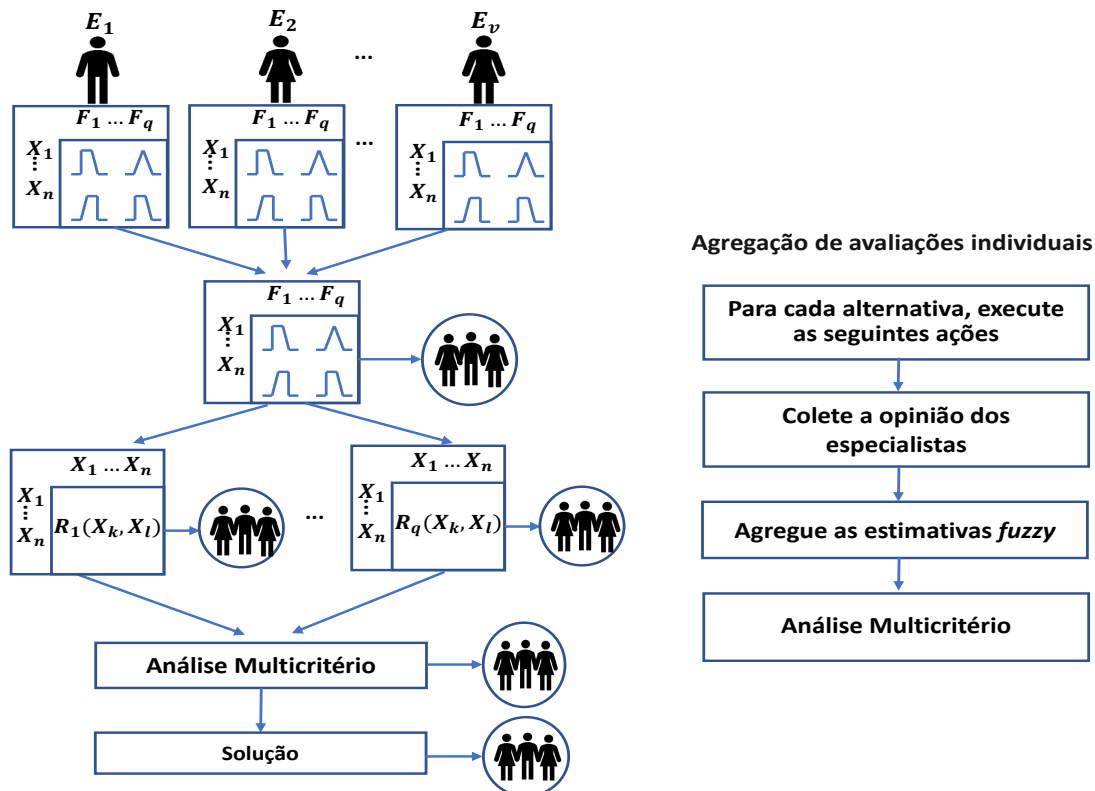 E1 E2 ... Ev
F1 ... Fq
X1
⋮
Xn
F1 ... Fq
X1
⋮
Xn
...
F1 ... Fq
X1
⋮
Xn
F1 ... Fq
X1
⋮
Xn
X1 ... Xn
X1
⋮
Xn
R1(Xk, Xl)
...
X1 ... Xn
X1
⋮
Xn
Rq(Xk, Xl)
Análise Multicritério
Solução
Agregação de avaliações individuais
Para cada alternativa, execute
as seguintes ações
Colete a opinião dos
especialistas
Agregue as estimativas fuzzy
Análise Multicritério